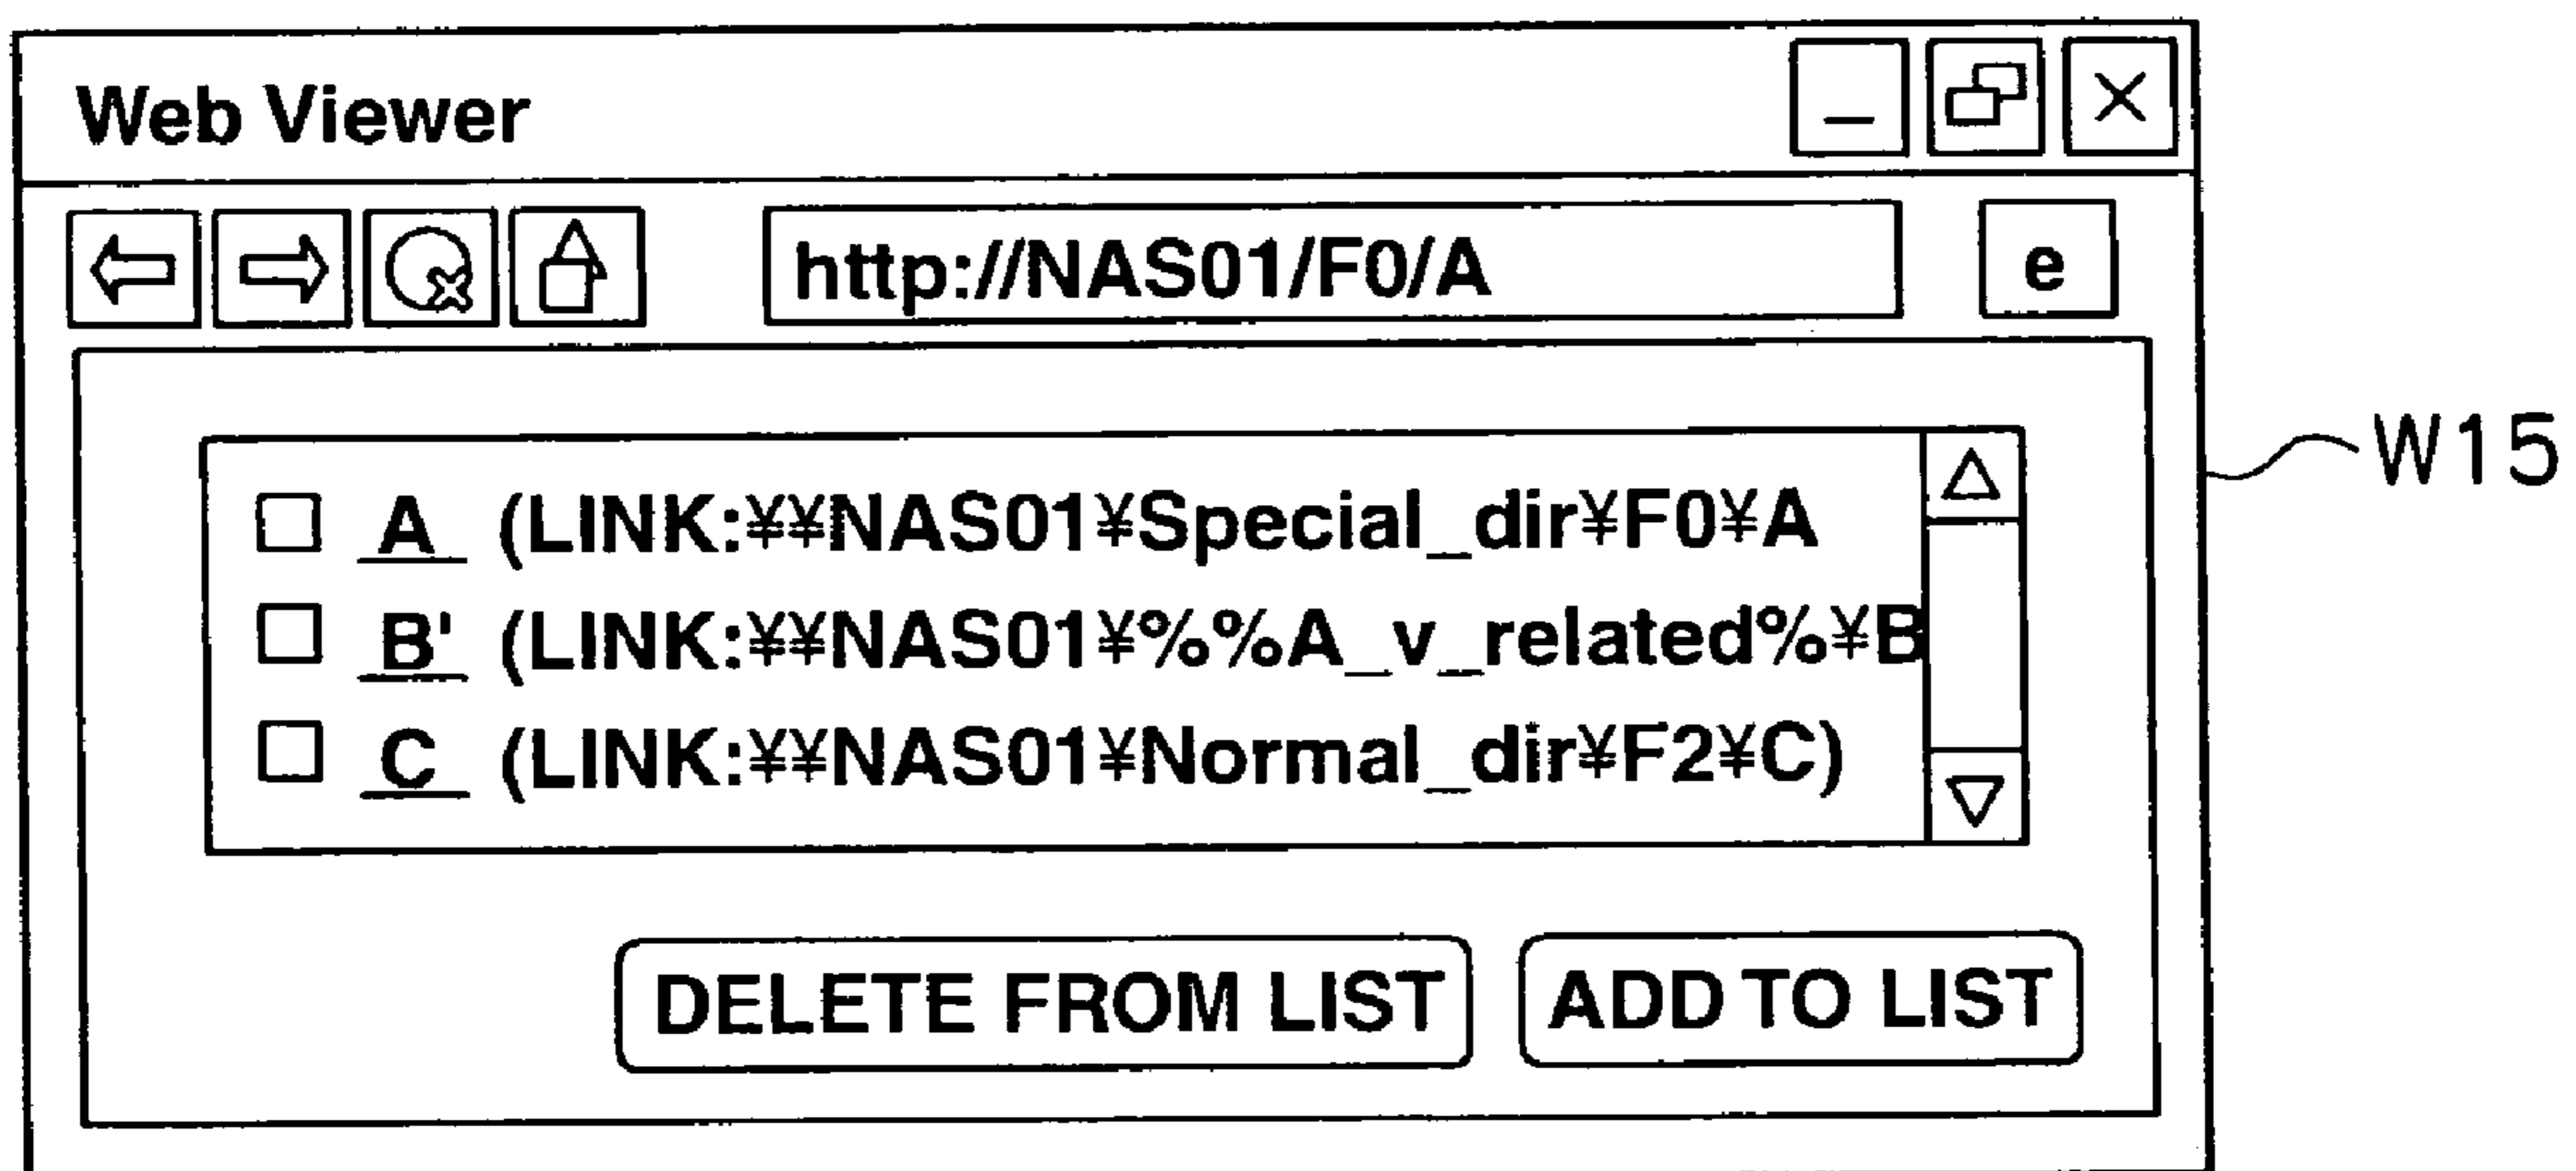 Web Viewer
http://NAS01/F0/A
e
W15
A (LINK:¥¥NAS01¥Special_dir¥F0¥A
B' (LINK:¥¥NAS01¥%%A_v_related%¥B
C (LINK:¥¥NAS01¥Normal_dir¥F2¥C)
DELETE FROM LIST
ADD TO LIST